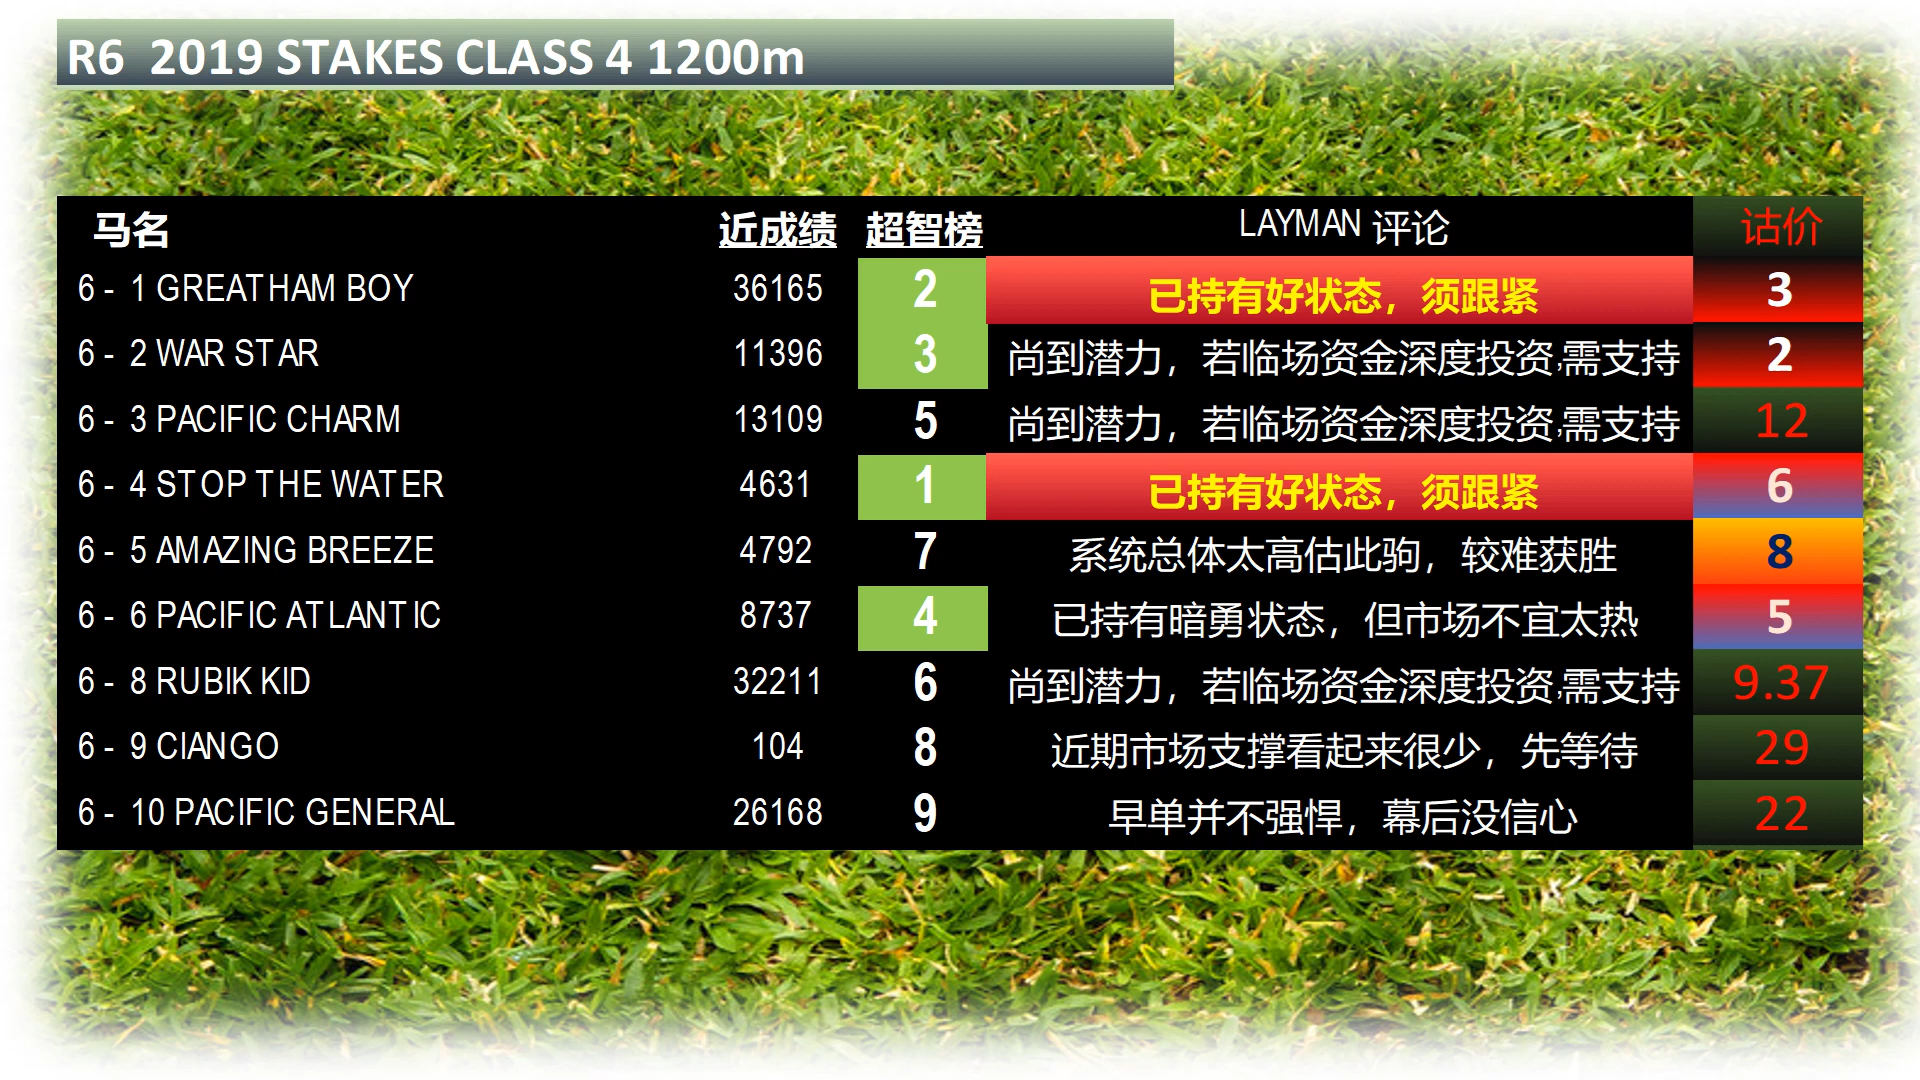 R6 2019 STAKES CLASS 4 1200m
马名 近成绩 超智榜 LAYMAN 评论 诂价
6 - 1 GREATHAM BOY 36165 2 已持有好状态，须跟紧 3
6 - 2 WAR STAR 11396 3 尚到潜力，若临场资金深度投资,需支持 2
6 - 3 PACIFIC CHARM 13109 5 尚到潜力，若临场资金深度投资,需支持 12
6 - 4 STOP THE WATER 4631 1 已持有好状态，须跟紧 6
6 - 5 AMAZING BREEZE 4792 7 系统总体太高估此驹，较难获胜 8
6 - 6 PACIFIC ATLANTIC 8737 4 已持有暗勇状态，但市场不宜太热 5
6 - 8 RUBIK KID 32211 6 尚到潜力，若临场资金深度投资,需支持 9.37
6 - 9 CIANGO 104 8 近期市场支撑看起来很少，先等待 29
6 - 10 PACIFIC GENERAL 26168 9 早单并不强悍，幕后没信心 22